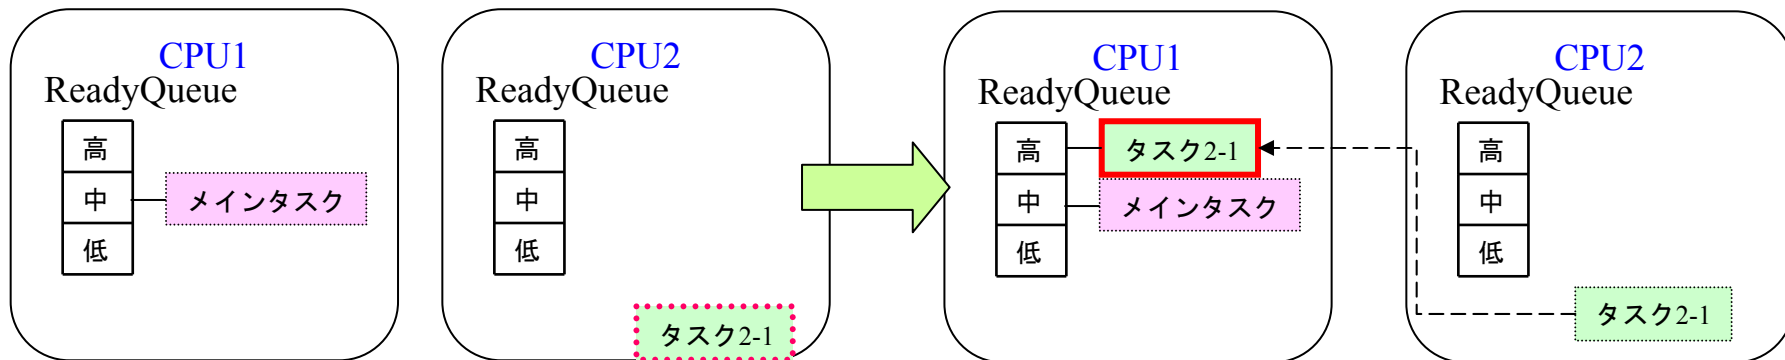 CPU1
ReadyQueue
高
中
低
メインタスク
CPU2
ReadyQueue
高
中
低
タスク2-1
CPU1
ReadyQueue
高
中
低
タスク2-1
メインタスク
CPU2
ReadyQueue
高
中
低
タスク2-1